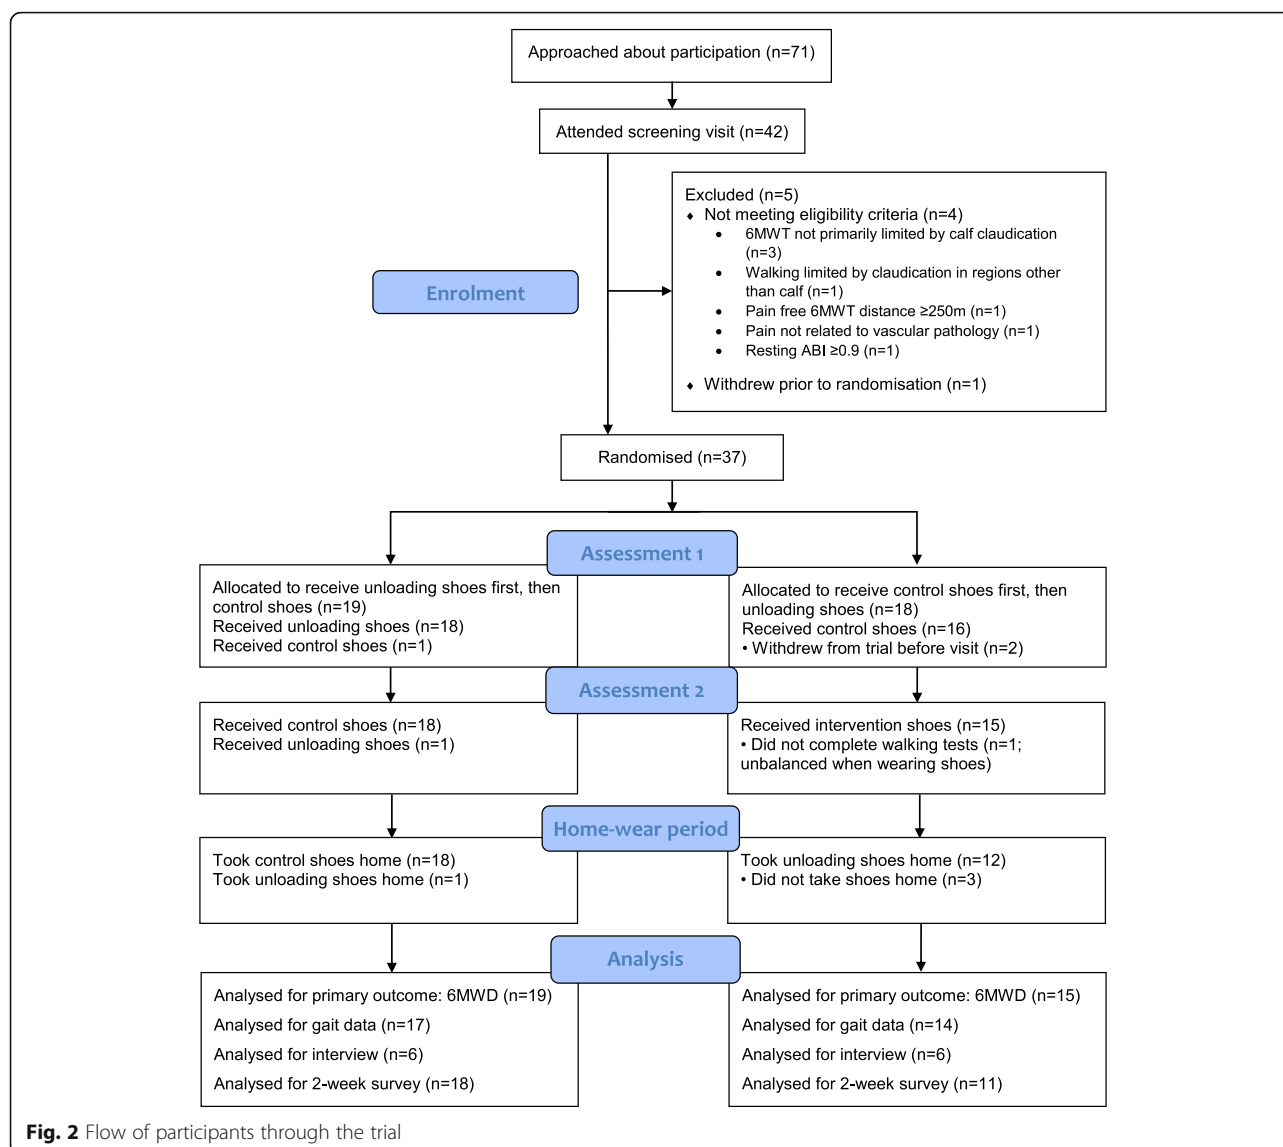 Approached about participation (n=71)
Attended screening visit (n=42)
Excluded (n=5)
♦ Not meeting eligibility criteria (n=4)
• 6MWT not primarily limited by calf claudication
(n=3)
• Walking limited by claudication in regions other
than calf (n=1)
• Pain free 6MWT distance ≥250m (n=1)
• Pain not related to vascular pathology (n=1)
• Resting ABI ≥0.9 (n=1)
♦ Withdrew prior to randomisation (n=1)
Enrolment
Randomised (n=37)
Assessment 1
Allocated to receive unloading shoes first, then
control shoes (n=19)
Received unloading shoes (n=18)
Received control shoes (n=1)
Allocated to receive control shoes first, then
unloading shoes (n=18)
Received control shoes (n=16)
• Withdrew from trial before visit (n=2)
Assessment 2
Received control shoes (n=18)
Received unloading shoes (n=1)
Received intervention shoes (n=15)
• Did not complete walking tests (n=1;
unbalanced when wearing shoes)
Home-wear period
Took control shoes home (n=18)
Took unloading shoes home (n=1)
Took unloading shoes home (n=12)
• Did not take shoes home (n=3)
Analysis
Analysed for primary outcome: 6MWD (n=19)
Analysed for gait data (n=17)
Analysed for interview (n=6)
Analysed for 2-week survey (n=18)
Analysed for primary outcome: 6MWD (n=15)
Analysed for gait data (n=14)
Analysed for interview (n=6)
Analysed for 2-week survey (n=11)
Fig. 2 Flow of participants through the trial